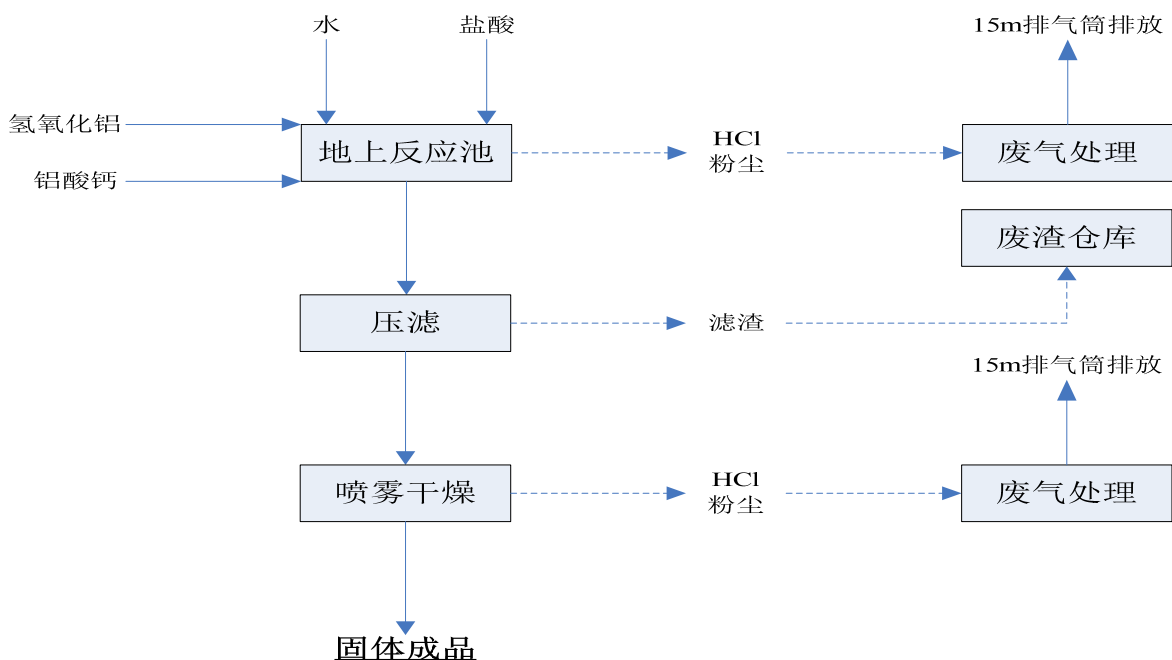 水
盐酸
15m排气筒排放
氢氧化铝
地上反应池
HCl
粉尘
废气处理
铝酸钙
废渣仓库
压滤
滤渣
15m排气筒排放
喷雾干燥
HCl
粉尘
废气处理
固体成品